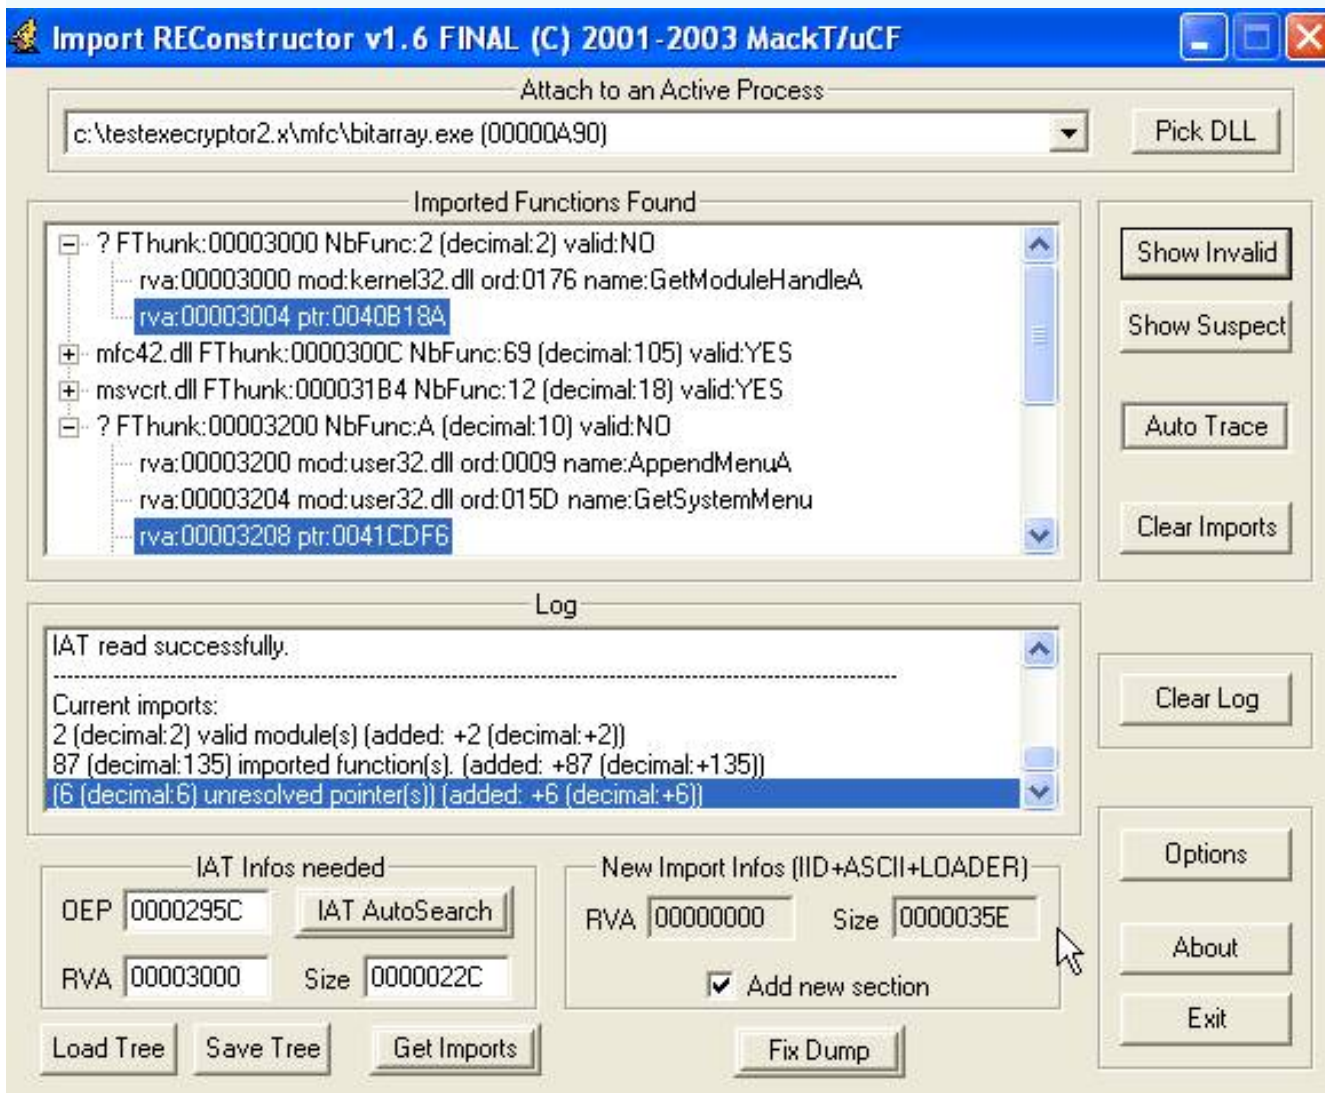 Import REConstructor v1.6 FINAL (C) 2001-2003 MackT/uCF
Attach to an Active Process
c:\testexecryptor2.x\mfc\bitarray.exe (00000A90)
Pick DLL
Imported Functions Found
? FThunk:00003000 NbFunc:2 (decimal:2) valid:NO
rva:00003000 mod:kernel32.dll ord:0176 name:GetModuleHandleA
rva:00003004 ptr:0040B18A
mfc42.dll FThunk:0000300C NbFunc:69 (decimal:105) valid:YES
msvcrt.dll FThunk:000031B4 NbFunc:12 (decimal:18) valid:YES
? FThunk:00003200 NbFunc:A (decimal:10) valid:NO
rva:00003200 mod:user32.dll ord:0009 name:AppendMenuA
rva:00003204 mod:user32.dll ord:015D name:GetSystemMenu
rva:00003208 ptr:0041CDF6
Show Invalid
Show Suspect
Auto Trace
Clear Imports
Log
IAT read successfully.
Current imports:
2 (decimal:2) valid module(s) (added: +2 (decimal:+2))
87 (decimal:135) imported function(s). (added: +87 (decimal:+135))
(6 (decimal:6) unresolved pointer(s)) (added: +6 (decimal:+6))
Clear Log
IAT Infos needed
OEP 0000295C IAT AutoSearch
RVA 00003000 Size 0000022C
New Import Infos (IID+ASCII+LOADER)
RVA 00000000 Size 0000035E
Add new section
Options
About
Exit
Load Tree Save Tree Get Imports Fix Dump